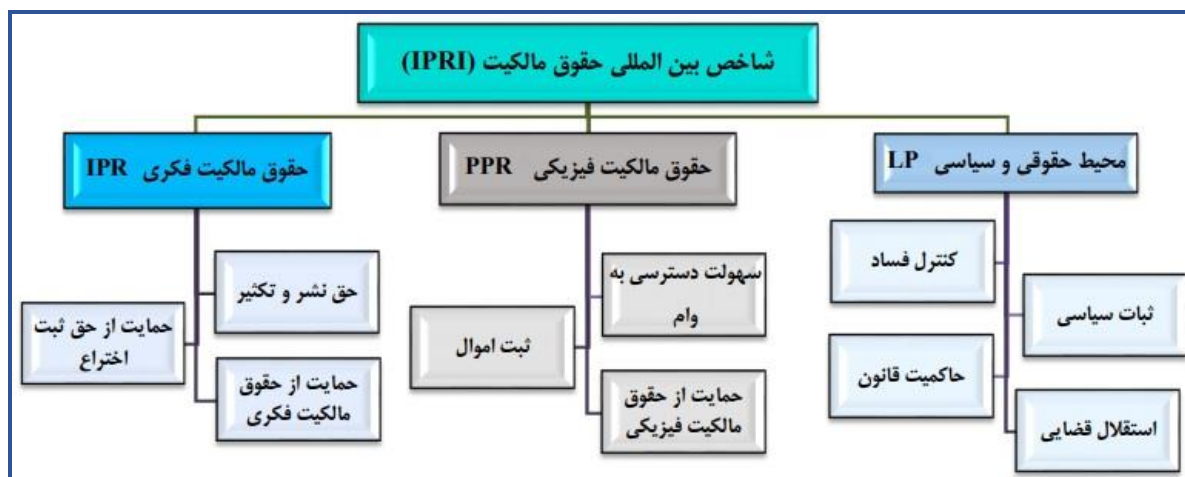 شاخص بین المللی حقوق مالکیت (IPRI)
محیط حقوقی و سیاسی LP
حقوق مالکیت فیزیکی PPR
حقوق مالکیت فکری IPR
کنترل فساد
ثبات سیاسی
حاکمیت قانون
استقلال قضایی
سهولت دسترسی به
وام
ثبت اموال
حمایت از حقوق
مالکیت فیزیکی
حق نشر و تکثیر
حمایت از حق ثبت
اختراع
حمایت از حقوق
مالکیت فکری